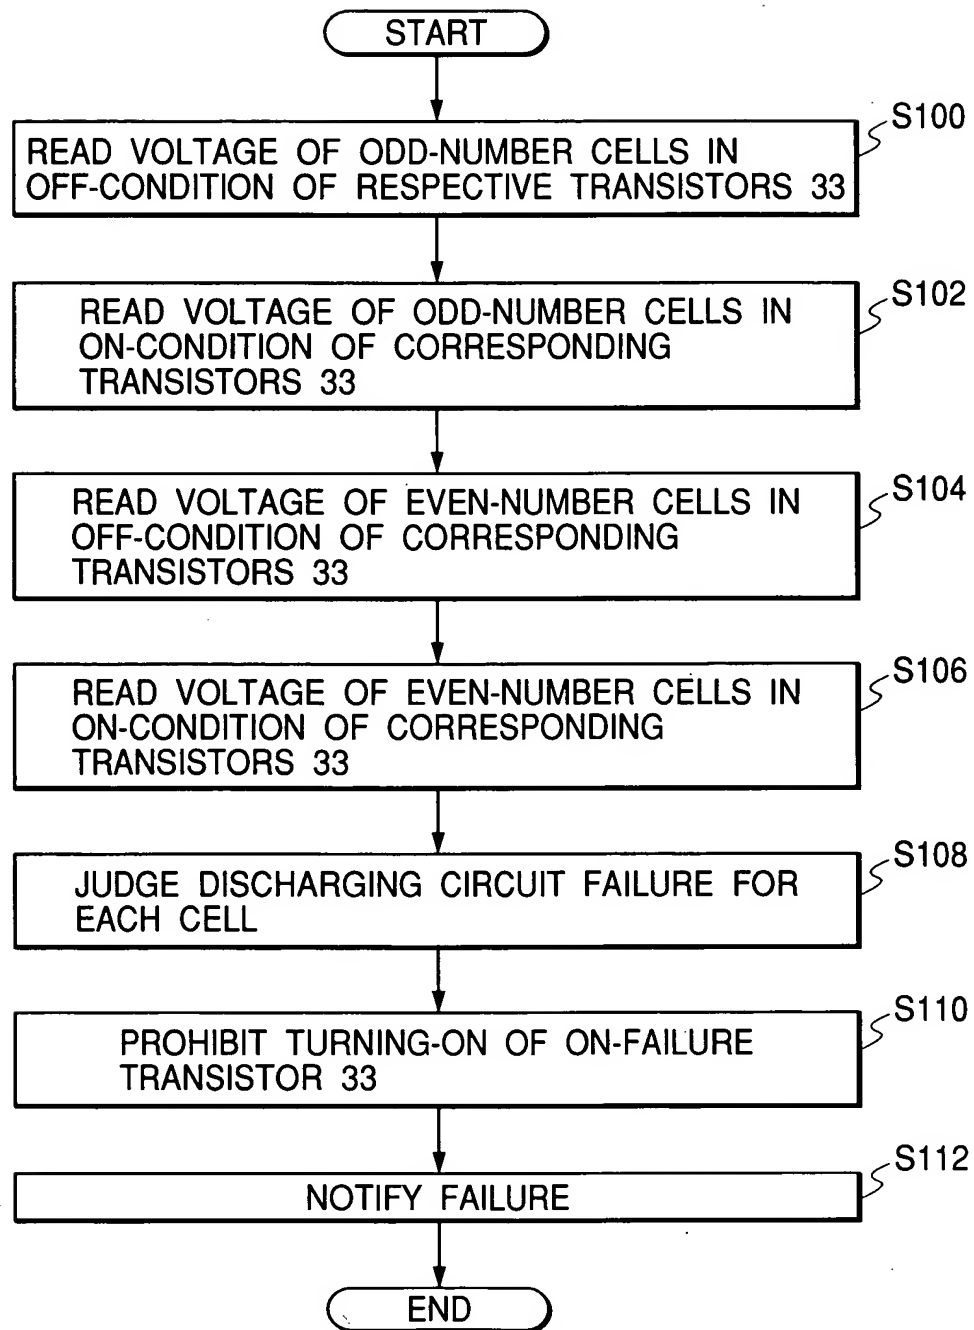 START
S100
READ VOLTAGE OF ODD-NUMBER CELLS IN
OFF-CONDITION OF RESPECTIVE TRANSISTORS 33
S102
READ VOLTAGE OF ODD-NUMBER CELLS IN
ON-CONDITION OF CORRESPONDING
TRANSISTORS 33
S104
READ VOLTAGE OF EVEN-NUMBER CELLS IN
OFF-CONDITION OF CORRESPONDING
TRANSISTORS 33
S106
READ VOLTAGE OF EVEN-NUMBER CELLS IN
ON-CONDITION OF CORRESPONDING
TRANSISTORS 33
S108
JUDGE DISCHARGING CIRCUIT FAILURE FOR
EACH CELL
S110
PROHIBIT TURNING-ON OF ON-FAILURE
TRANSISTOR 33
S112
NOTIFY FAILURE
END